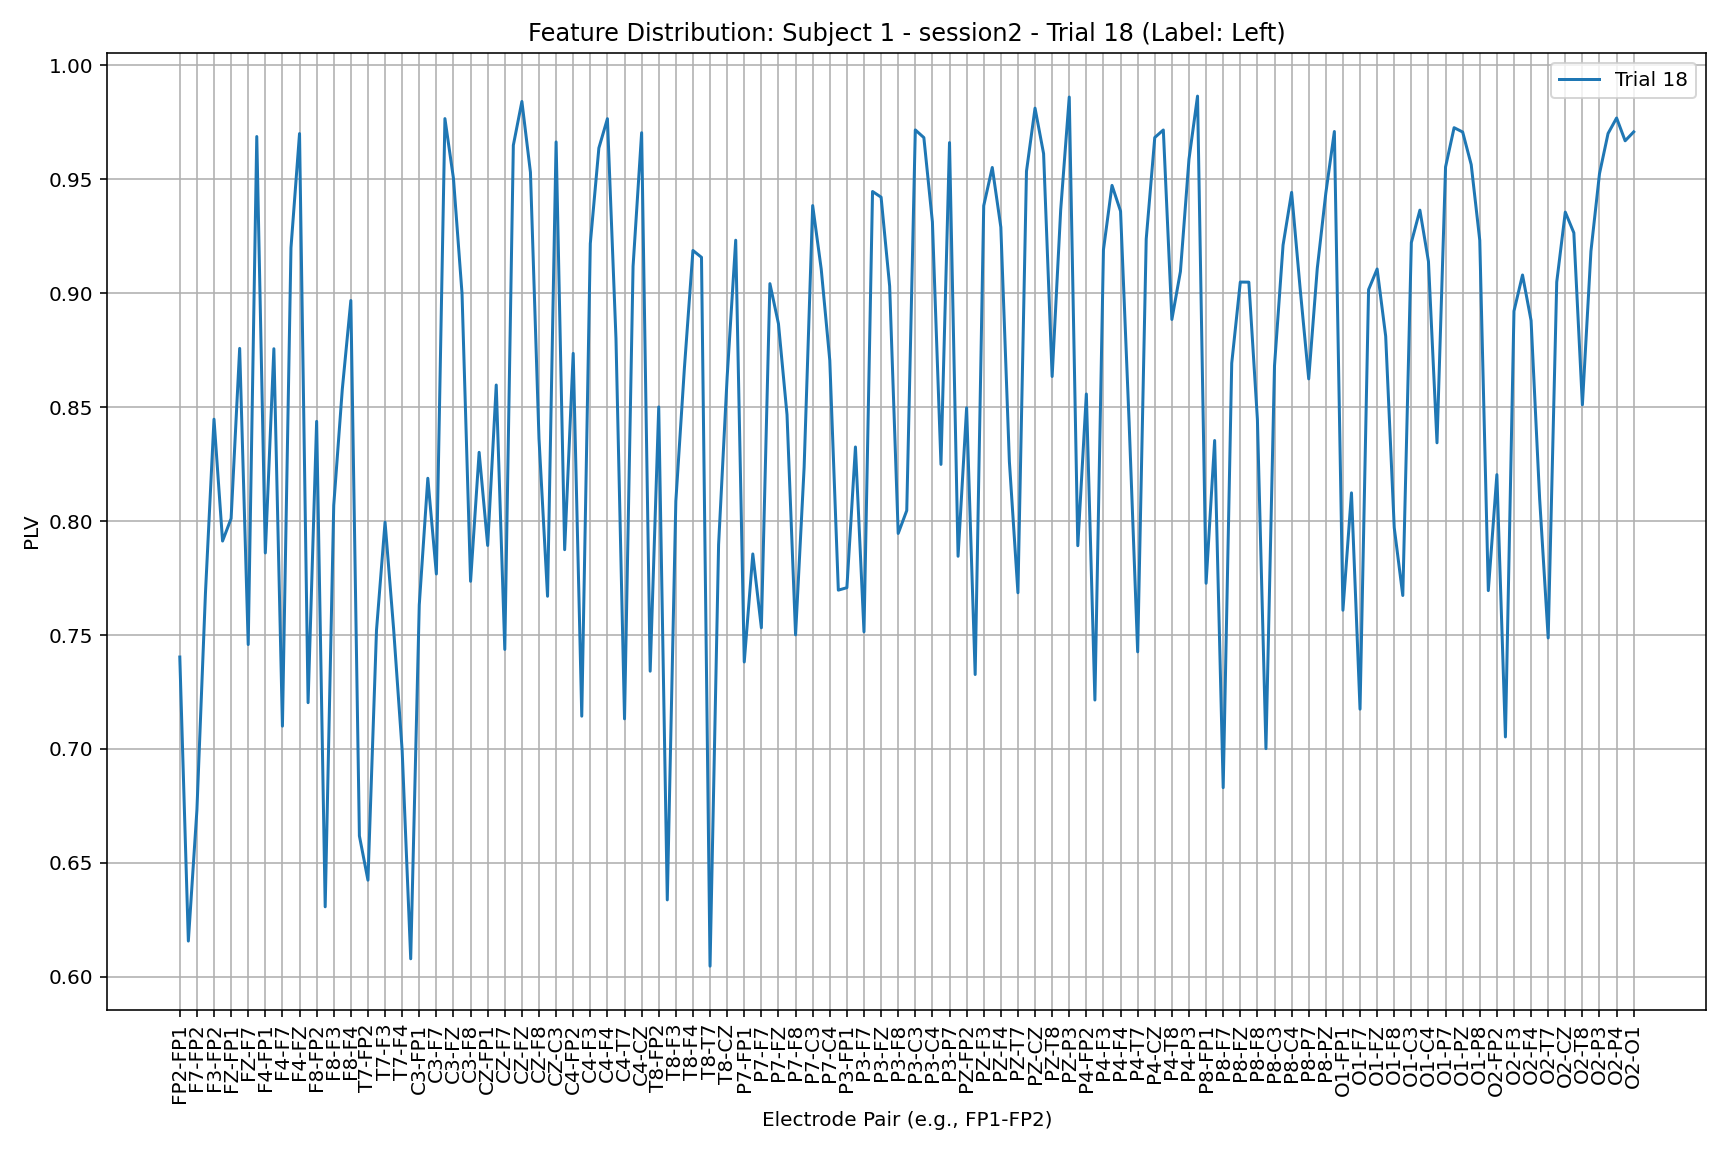 Feature Distribution: Subject 1 - session2 - Trial 18 (Label: Left)
Trial 18
PLV
1.00
0.95
0.90
0.85
0.80
0.75
0.70
0.65
0.60
FP2-FP1
F7-FP2
F3-FP2
FZ-FP1
FZ-F7
F4-FP1
F4-F7
F4-FZ
F8-FP2
F8-F3
F8-F4
T7-FP2
T7-F3
T7-F4
C3-FP1
C3-F7
C3-FZ
C3-F8
CZ-FP1
CZ-F7
CZ-FZ
CZ-F8
CZ-C3
C4-FP2
C4-F3
C4-F4
C4-T7
C4-CZ
T8-FP2
T8-F3
T8-F4
T8-T7
T8-CZ
P7-FP1
P7-F7
P7-FZ
P7-F8
P7-C3
P7-C4
P3-FP1
P3-F7
P3-FZ
P3-F8
P3-C3
P3-C4
P3-P7
PZ-FP2
PZ-F3
PZ-F4
PZ-T7
PZ-CZ
PZ-T8
PZ-P3
P4-FP2
P4-F3
P4-F4
P4-T7
P4-CZ
P4-T8
P4-P3
P8-FP1
P8-F7
P8-FZ
P8-F8
P8-C3
P8-C4
P8-P7
P8-PZ
O1-FP1
O1-F7
O1-FZ
O1-F8
O1-C3
O1-C4
O1-P7
O1-PZ
O1-P8
O2-FP2
O2-F3
O2-F4
O2-T7
O2-CZ
O2-T8
O2-P3
O2-P4
O2-O1
Electrode Pair (e.g., FP1-FP2)